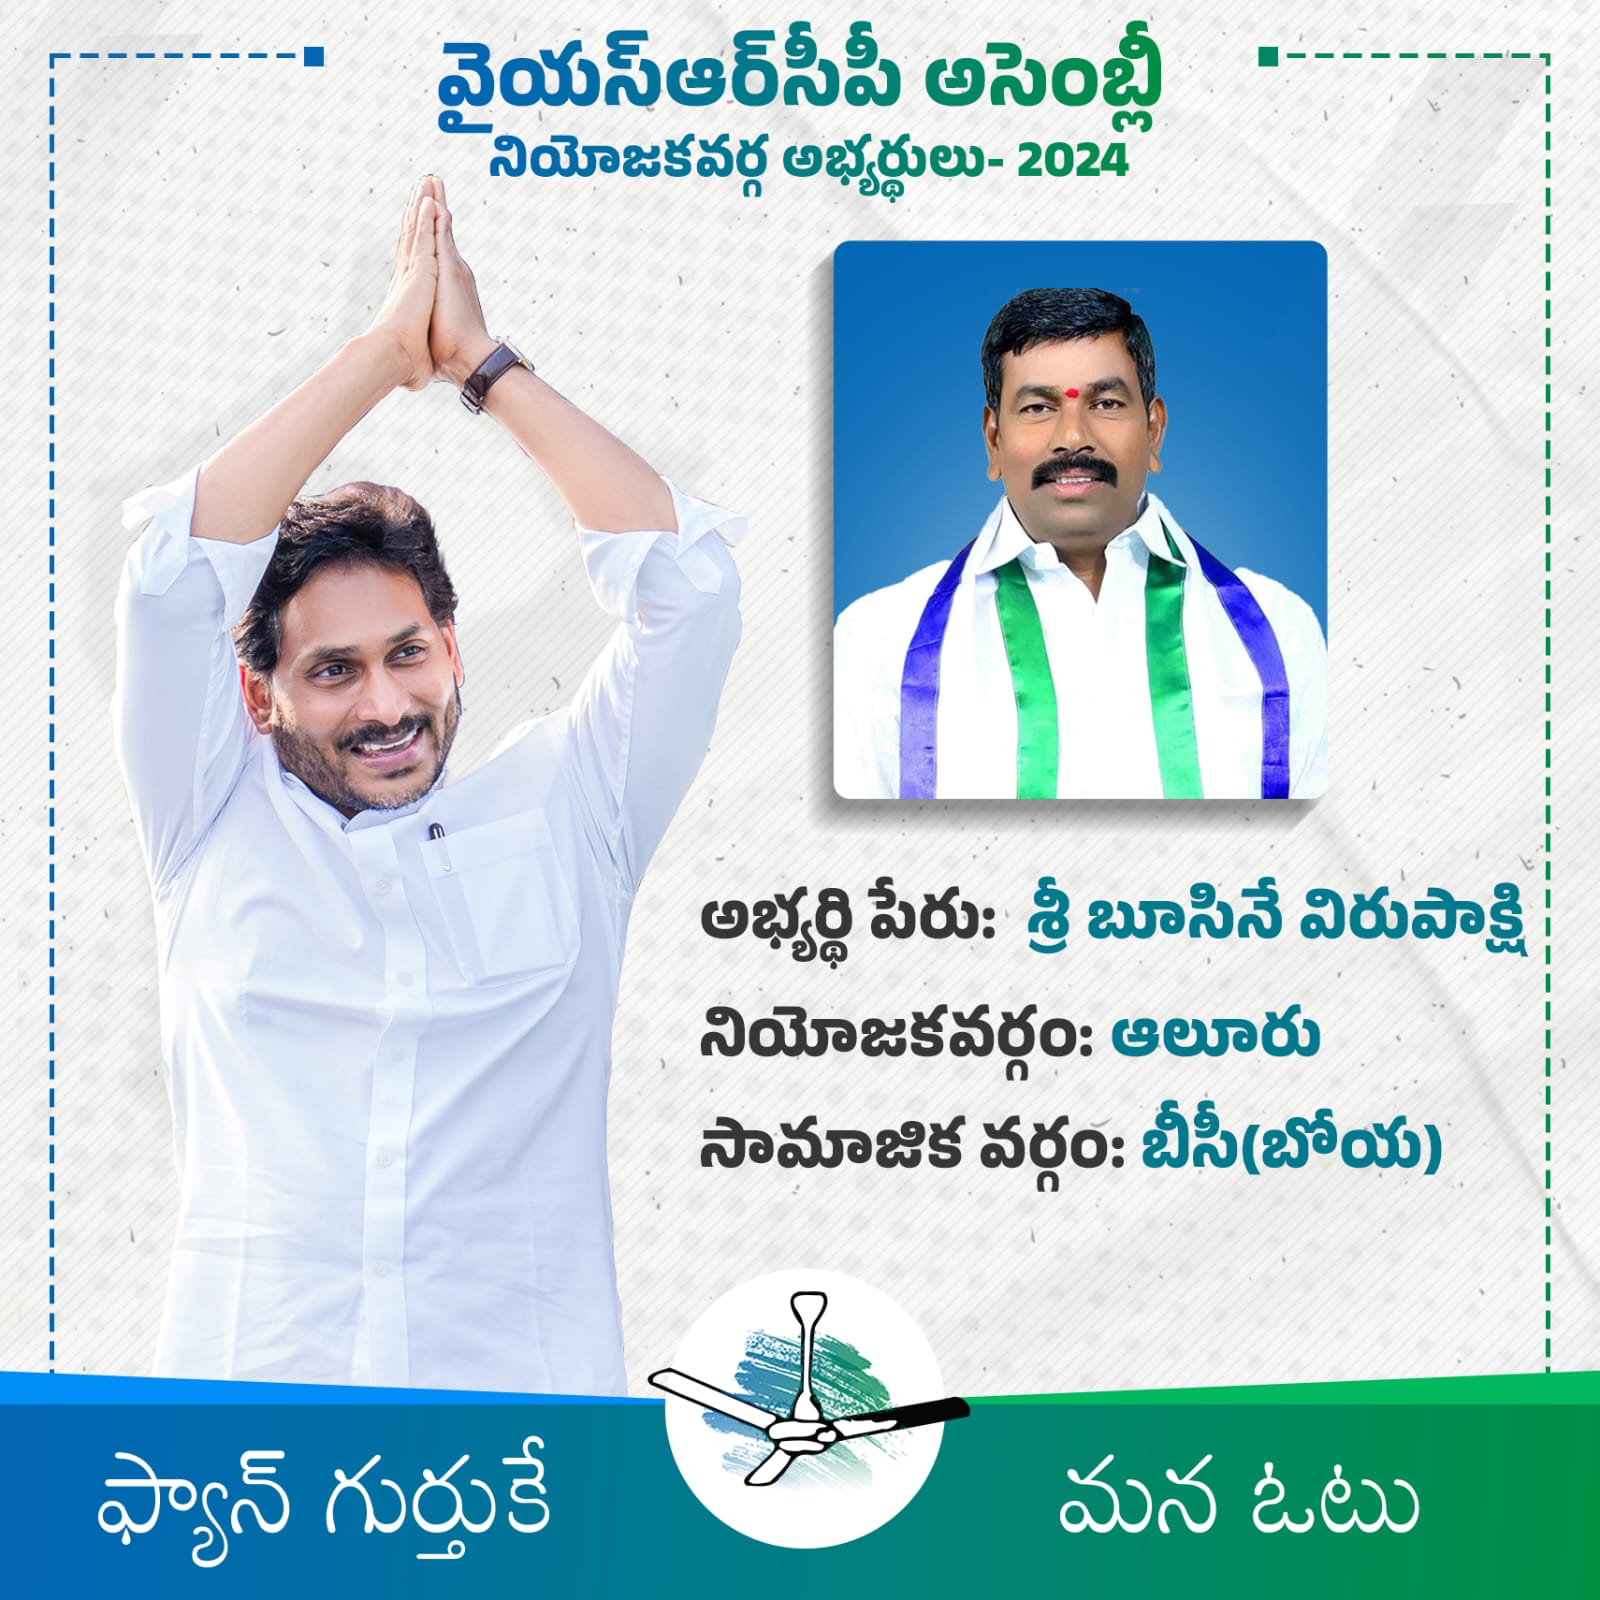 వైయస్ఆర్‌సీపీ అసెంబ్లీ
నియోజకవర్గ అభ్యర్థులు- 2024
అభ్యర్థి పేరు: శ్రీ బూసినే విరుపాక్షి
నియోజకవర్గం: ఆలూరు
సామాజిక వర్గం: బీసీ(బోయ)
ఫ్యాన్ గుర్తుకే మన ఓటు